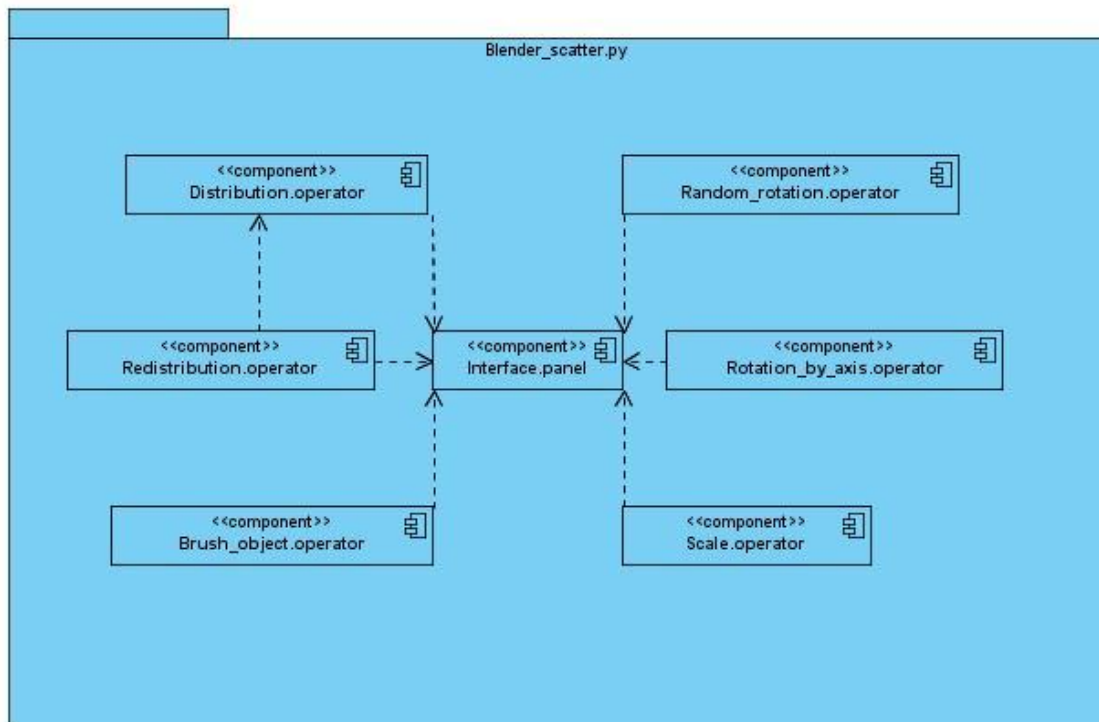 Blender_scatter.py
<<component>>
Distribution.operator
<<component>>
Random_rotation.operator
<<component>>
Redistribution.operator
<<component>>
Interface.panel
<<component>>
Rotation_by_axis.operator
<<component>>
Brush_object.operator
<<component>>
Scale.operator